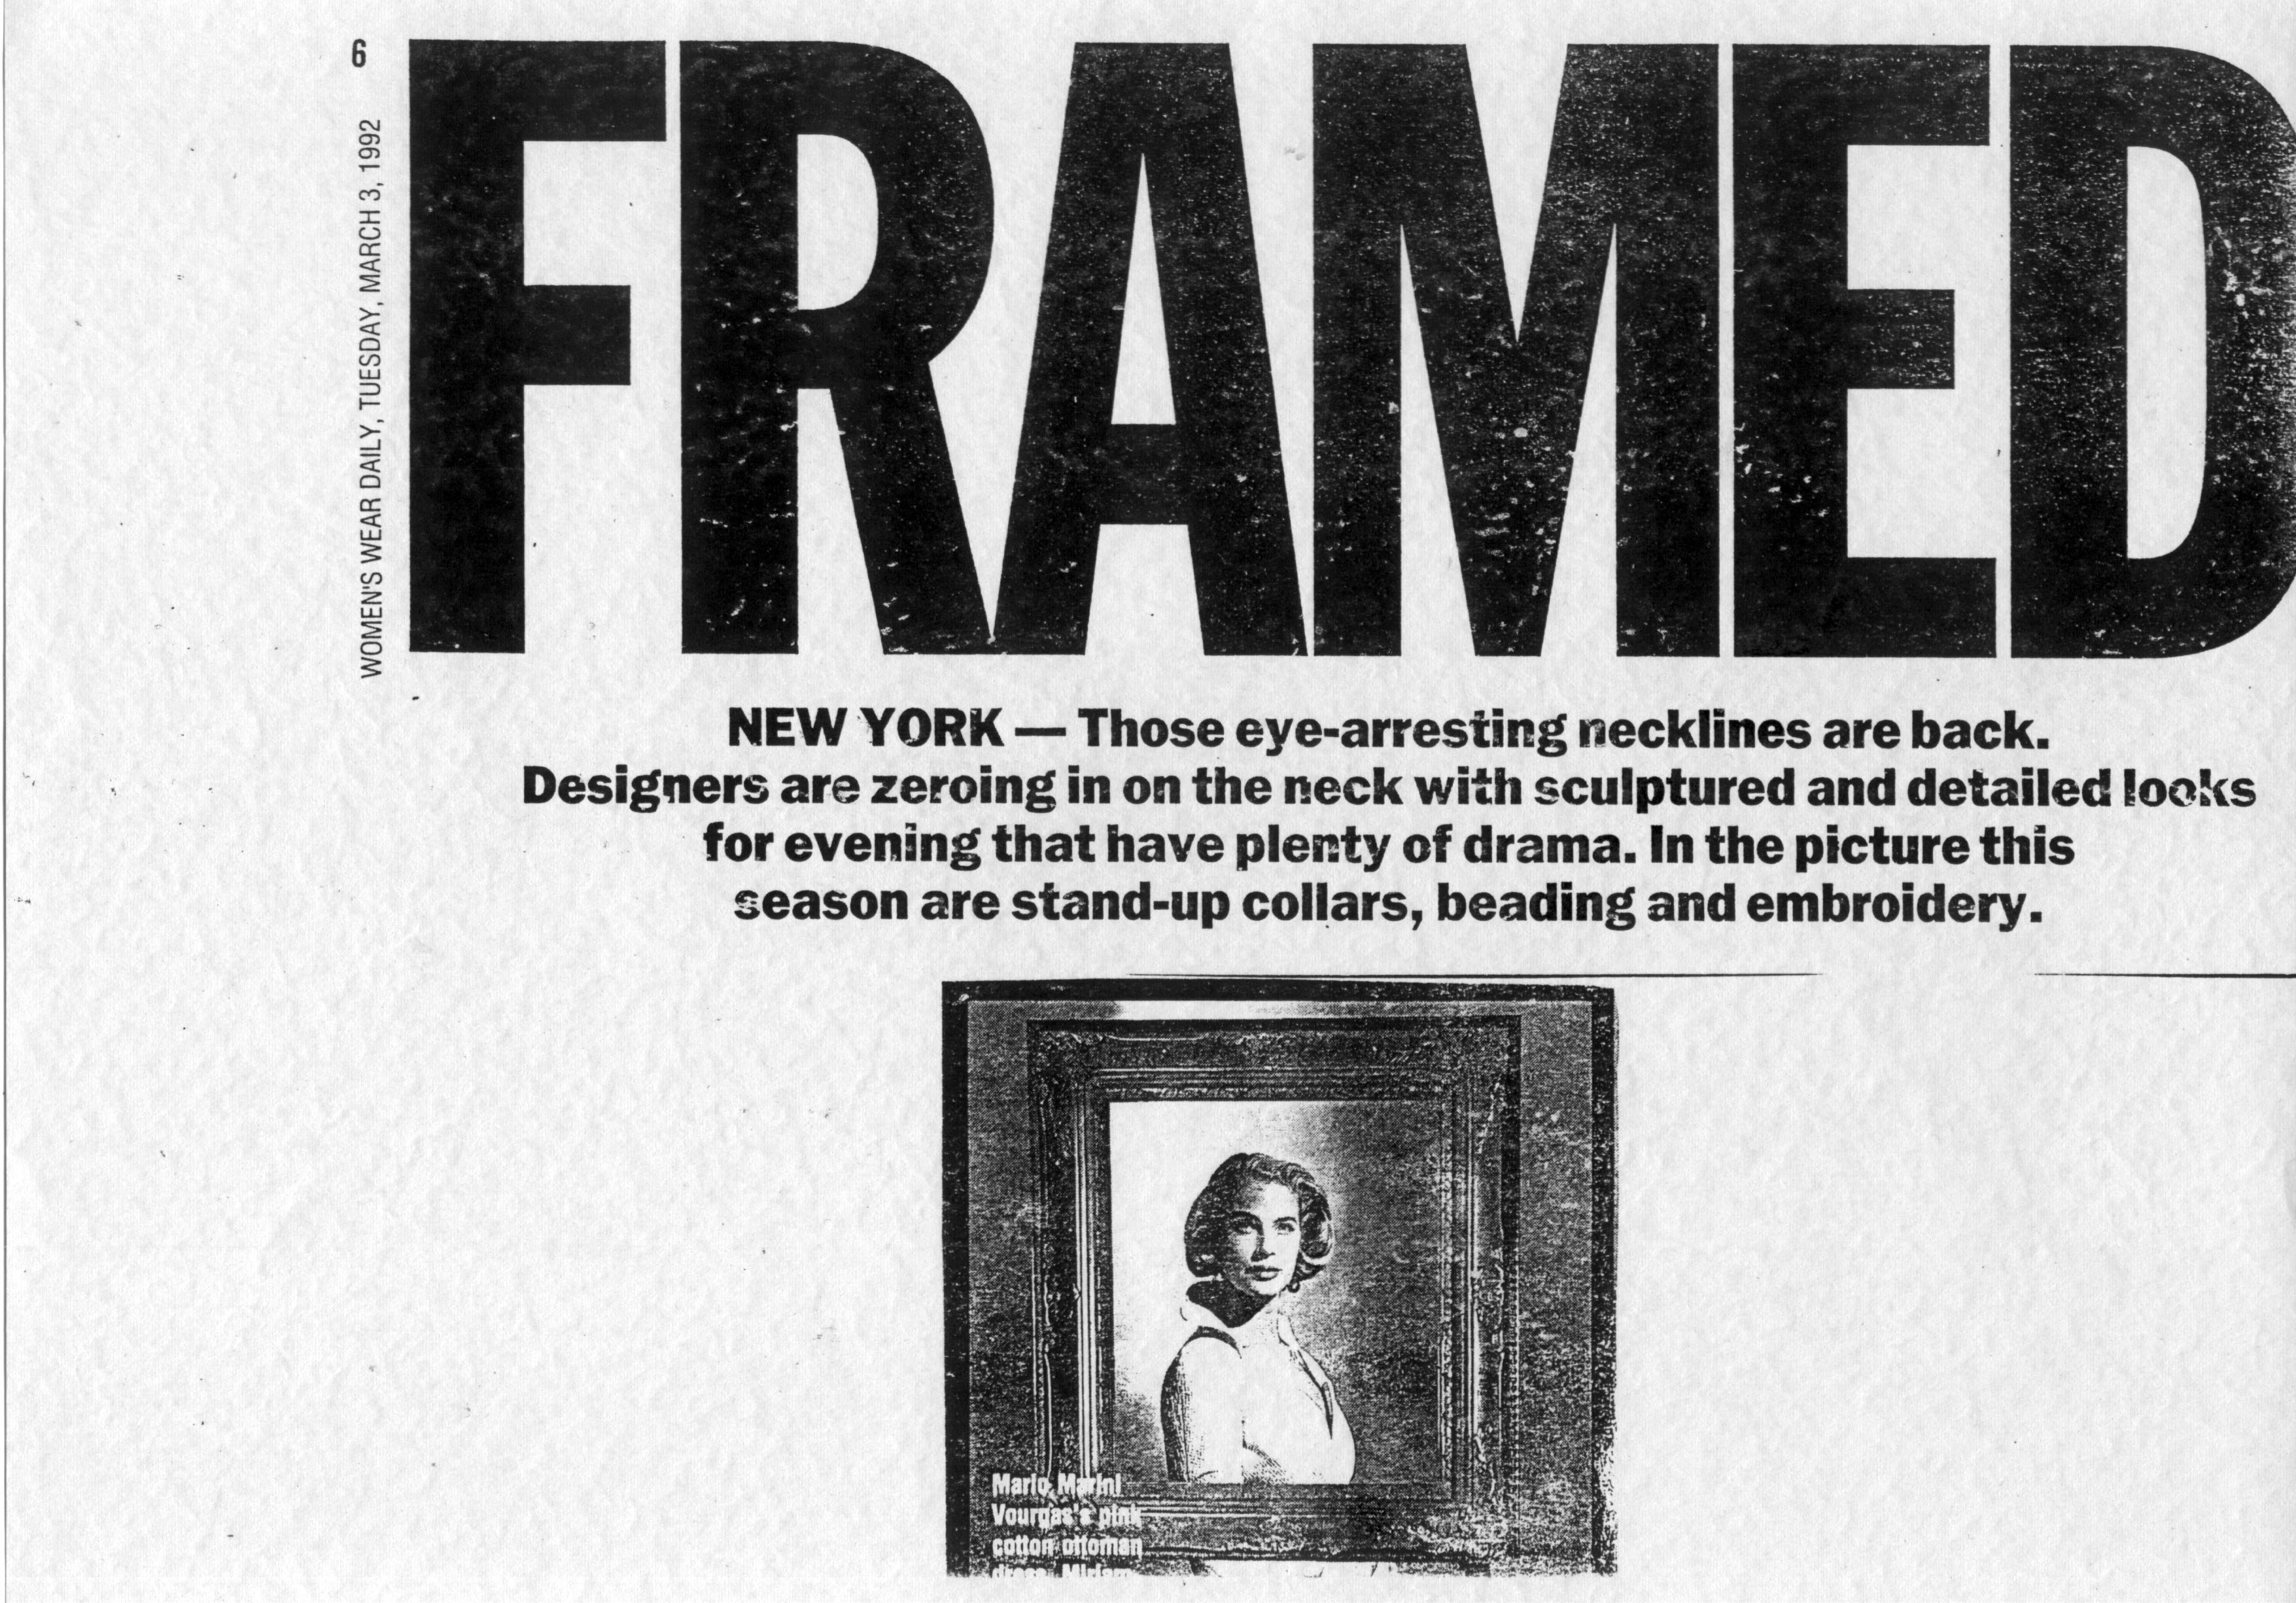 6
WOMEN'S WEAR DAILY, TUESDAY, MARCH 3, 1992
FRAMED
NEW YORK — Those eye-arresting necklines are back.
Designers are zeroing in on the neck with sculptured and detailed looks
for evening that have plenty of drama. In the picture this
season are stand-up collars, beading and embroidery.
Mario Marini
Vourgas's pink
cotton ottoman
dress. Miriam